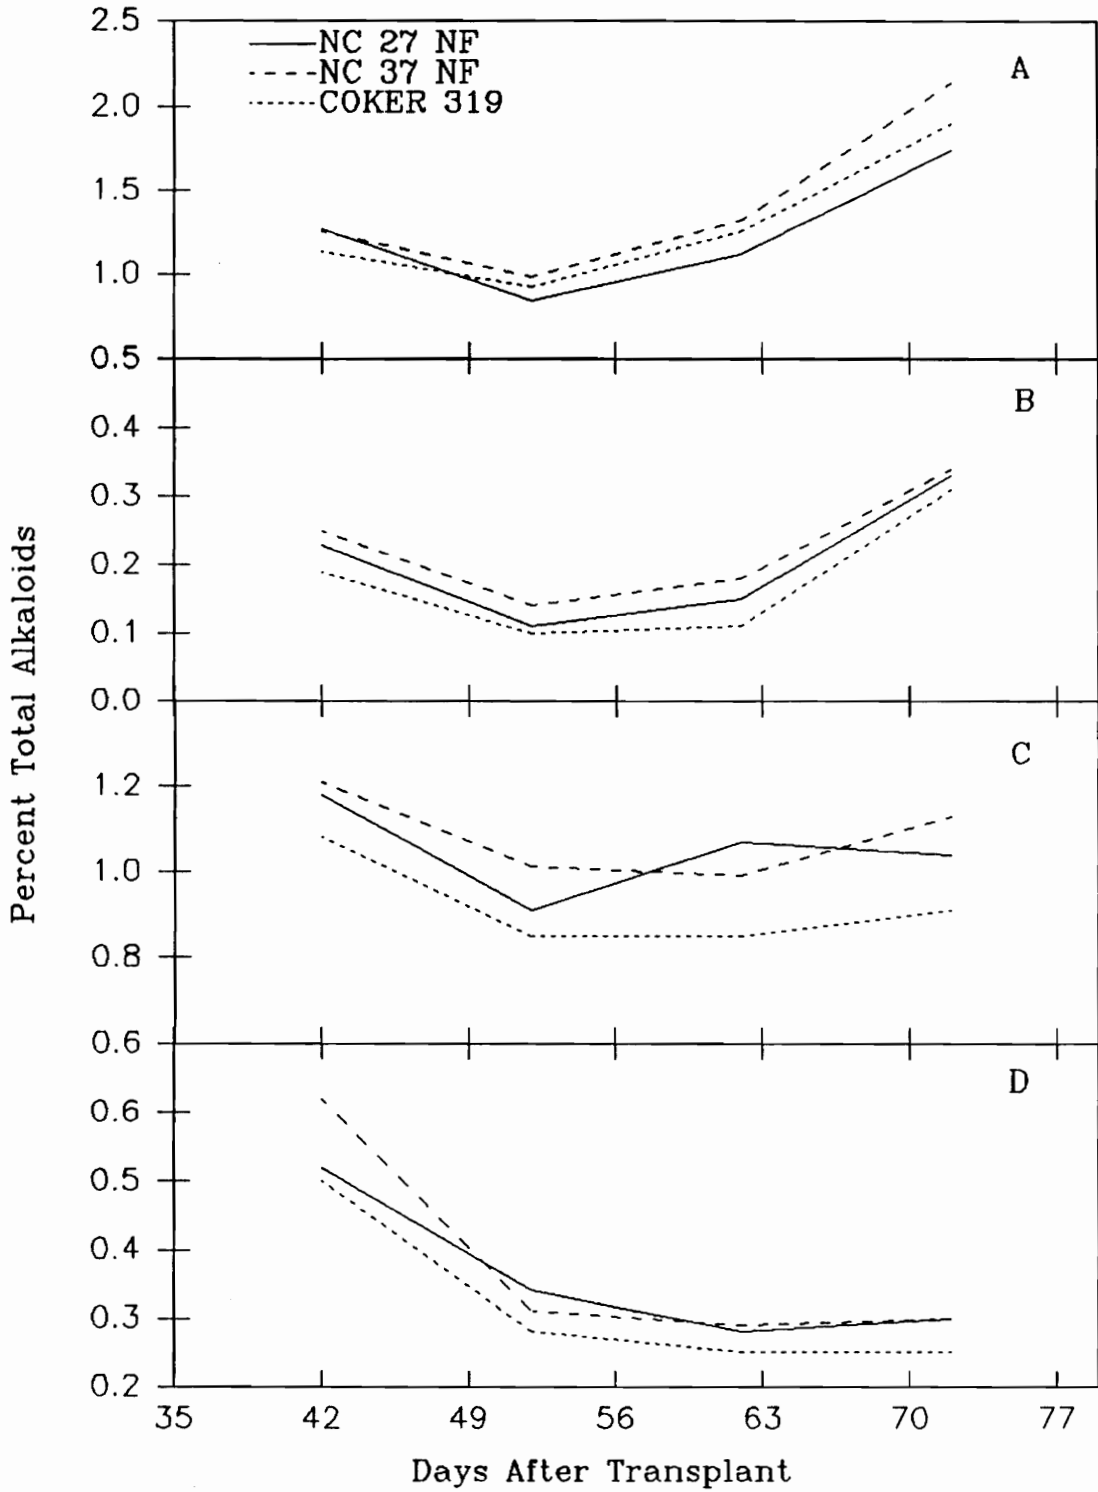 2.5
NC 27 NF
NC 37 NF
COKER 319
A
2.0
1.5
1.0
0.5
B
0.4
0.3
0.2
0.1
0.0
C
1.2
1.0
0.8
0.6
D
0.6
0.5
0.4
0.3
0.2
Percent Total Alkaloids
35 42 49 56 63 70 77
Days After Transplant